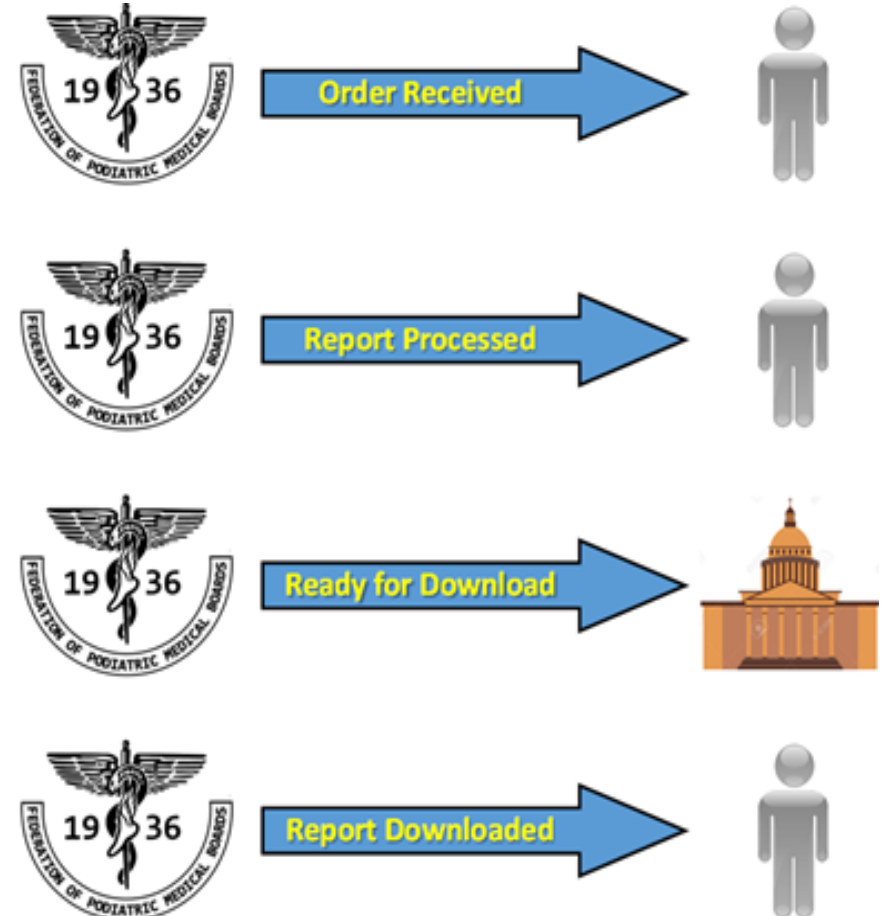 19 36
FEDERATION OF PODIATRIC MEDICAL BOARDS
Order Received
19 36
FEDERATION OF PODIATRIC MEDICAL BOARDS
Report Processed
19 36
FEDERATION OF PODIATRIC MEDICAL BOARDS
Ready for Download
19 36
FEDERATION OF PODIATRIC MEDICAL BOARDS
Report Downloaded